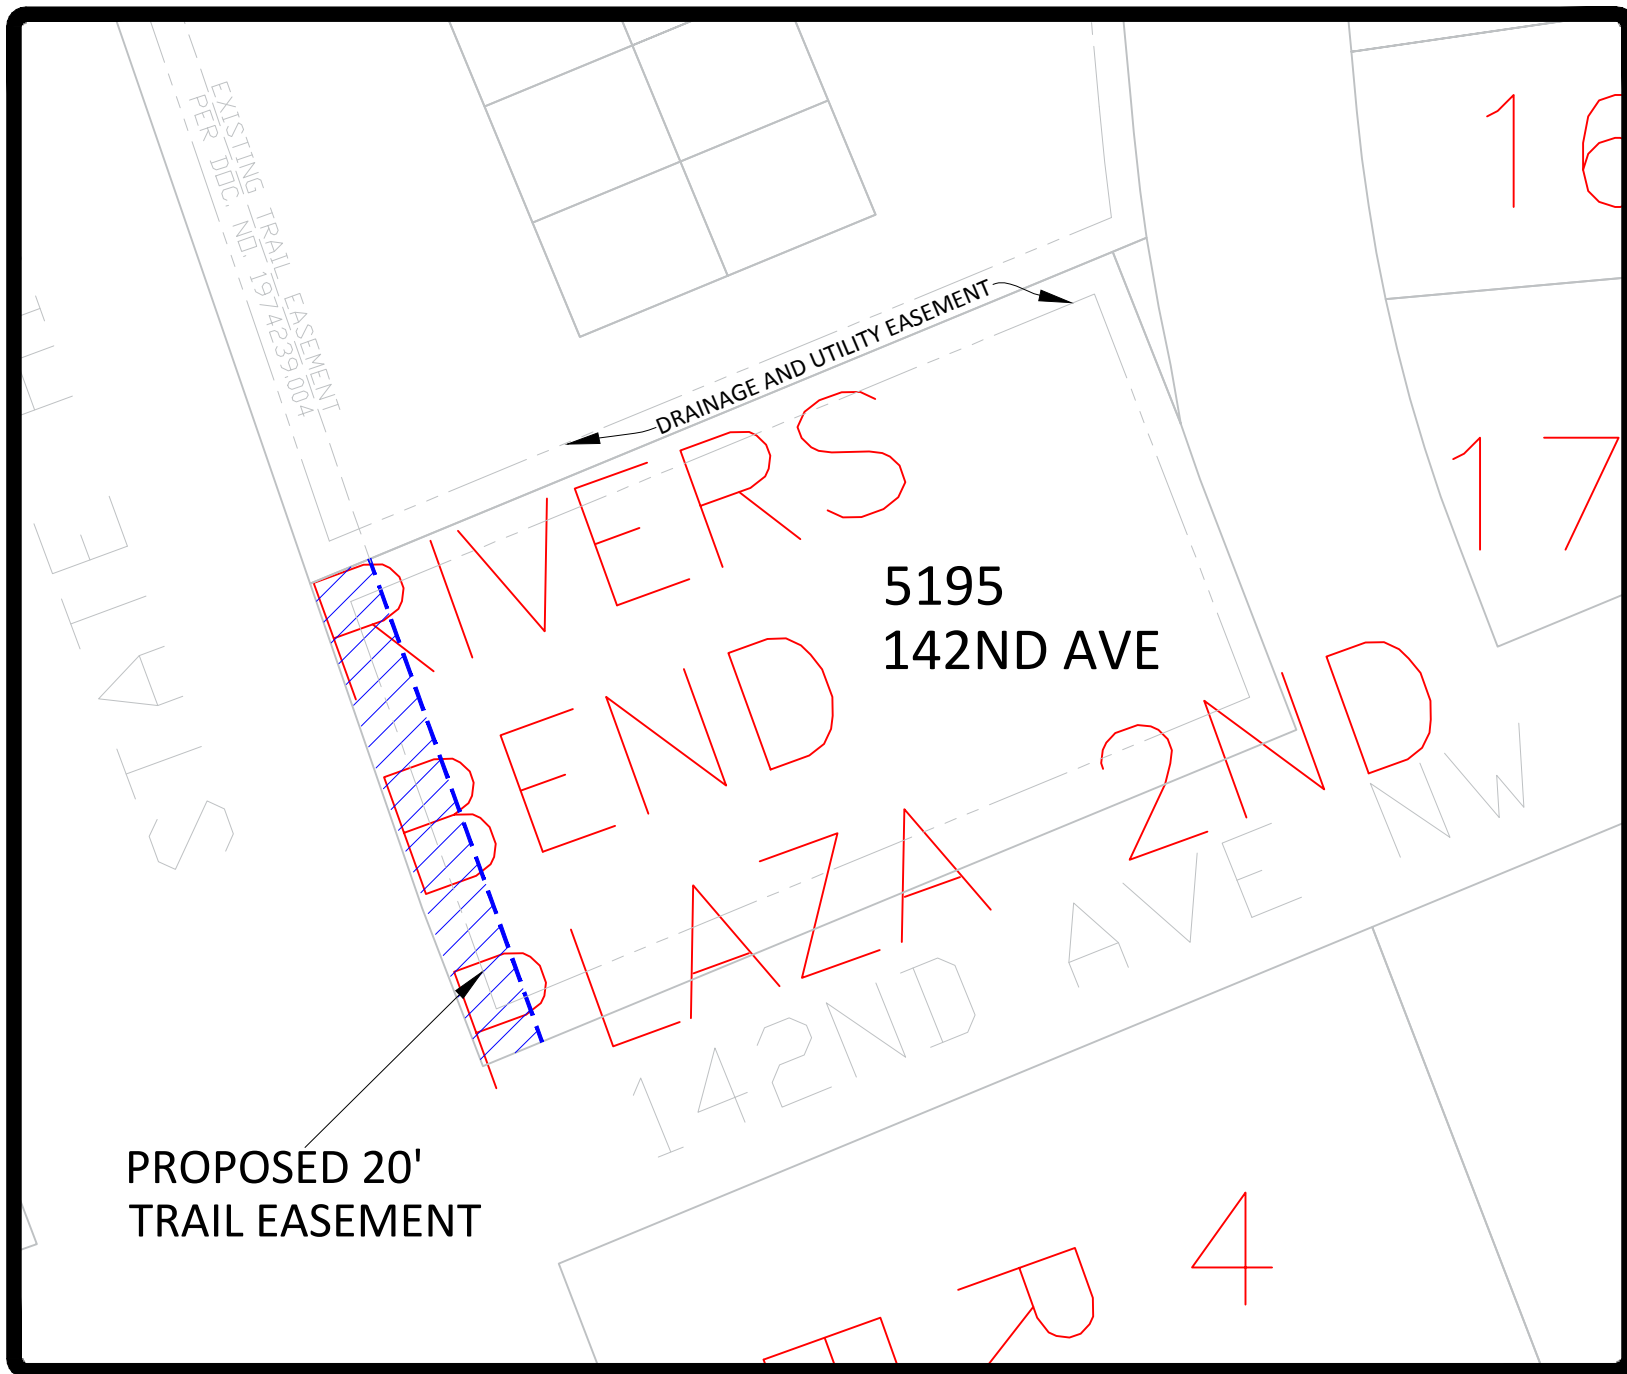 EXISTING TRAIL EASEMENT
PER DOC. NO. 1974239.004
16
DRAINAGE AND UTILITY EASEMENT
17
RIVERS
BEND
PLAZA 2ND
5195
142ND AVE
STATE
142ND AVE NW
PROPOSED 20'
TRAIL EASEMENT
4
R